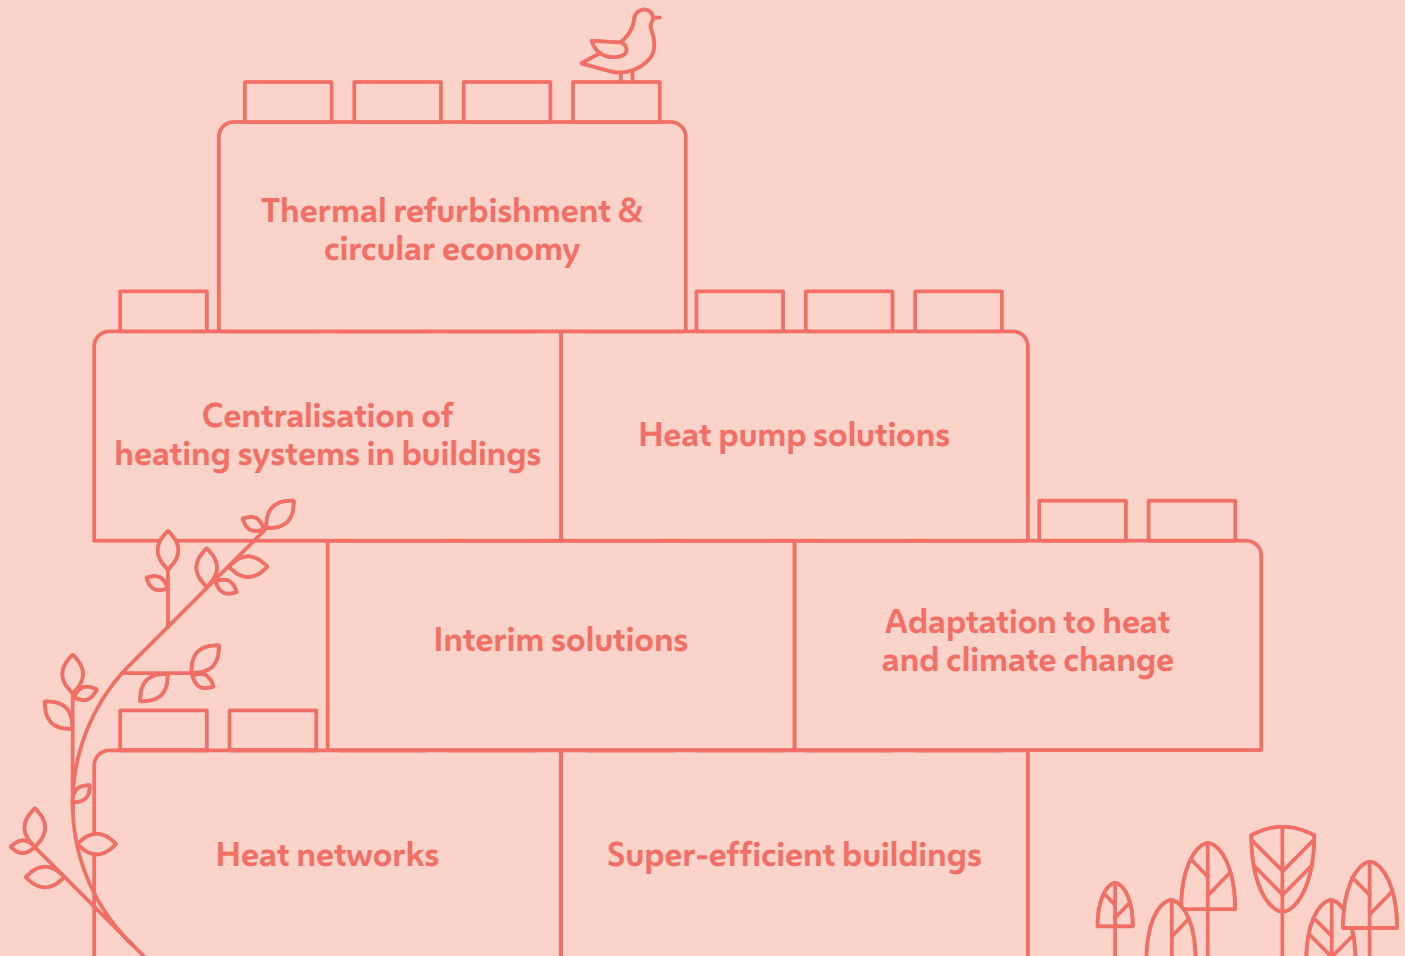 Thermal refurbishment &
circular economy
Centralisation of
heating systems in buildings
Heat pump solutions
Interim solutions
Adaptation to heat
and climate change
Heat networks
Super-efficient buildings